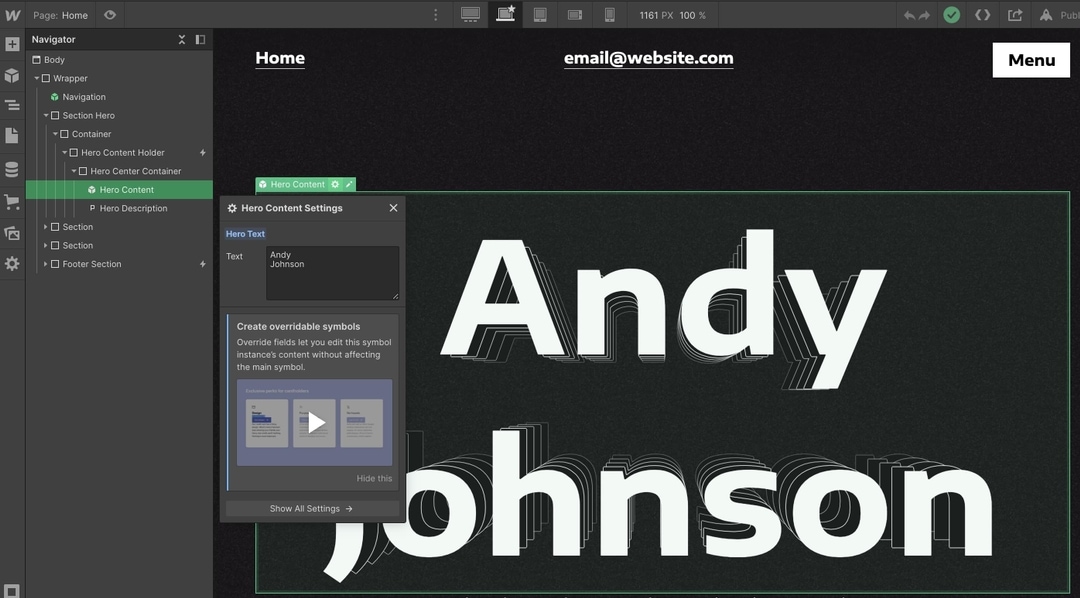 Page: Home
1161 PX 100 %
Publ
Navigator
Body
Wrapper
Navigation
Section Hero
Container
Hero Content Holder
Hero Center Container
Hero Content
Hero Description
Section
Section
Footer Section
Home
email@website.com
Menu
Hero Content
Hero Content Settings
Hero Text
Text
Andy
Johnson
Create overridable symbols
Override fields let you edit this symbol
instance's content without affecting
the main symbol.
Hide this
Show All Settings →
Andy
Johnson